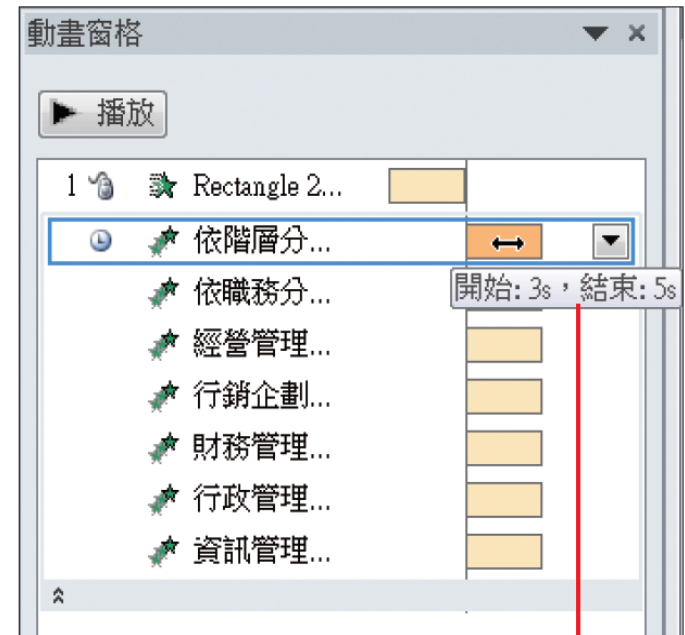 動畫窗格
播放
1 Rectangle 2...
依階層分...
開始: 3s，結束: 5s
依職務分...
經營管理...
行銷企劃...
財務管理...
行政管理...
資訊管理...